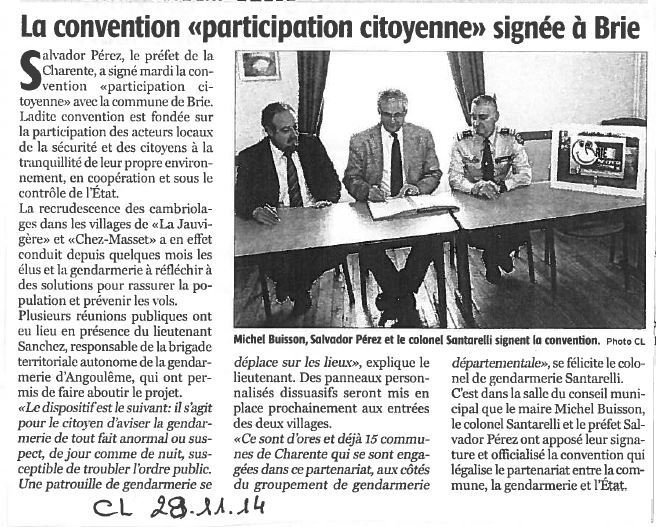 La convention «participation citoyenne» signée à Brie
Salvador Pérez, le préfet de la
Charente, a signé mardi la con-
vention «participation ci-
toyenne» avec la commune de Brie.
Ladite convention est fondée sur
la participation des acteurs locaux
de la sécurité et des citoyens à la
tranquillité de leur propre environ-
nement, en coopération et sous le
contrôle de l'État.
La recrudescence des cambriola-
ges dans les villages de «La Jauvi-
gère» et «Chez-Masset» a en effet
conduit depuis quelques mois les
élus et la gendarmerie à réfléchir à
des solutions pour rassurer la po-
pulation et prévenir les vols.
Plusieurs réunions publiques ont
eu lieu en présence du lieutenant
Sanchez, responsable de la brigade
territoriale autonome de la gendar-
merie d'Angoulême, qui ont per-
mis de faire aboutir le projet.
«Le dispositif est le suivant: il s'agit
pour le citoyen d'aviser la gendar-
merie de tout fait anormal ou sus-
pect, de jour comme de nuit, sus-
ceptible de troubler l'ordre public.
Une patrouille de gendarmerie se
Michel Buisson, Salvador Pérez et le colonel Santarelli signent la convention. Photo CL
déplace sur les lieux», explique le
lieutenant. Des panneaux person-
nalisés dissuasifs seront mis en
place prochainement aux entrées
des deux villages.
«Ce sont d'ores et déjà 15 commu-
nes de Charente qui se sont enga-
gées dans ce partenariat, aux côtés
du groupement de gendarmerie
départementale», se félicite le colo-
nel de gendarmerie Santarelli.
C'est dans la salle du conseil muni-
cipal que le maire Michel Buisson,
le colonel Santarelli et le préfet Sal-
vador Pérez ont apposé leur signa-
ture et officialisé la convention qui
légalise le partenariat entre la com-
mune, la gendarmerie et l'État.
CL 28.11.14